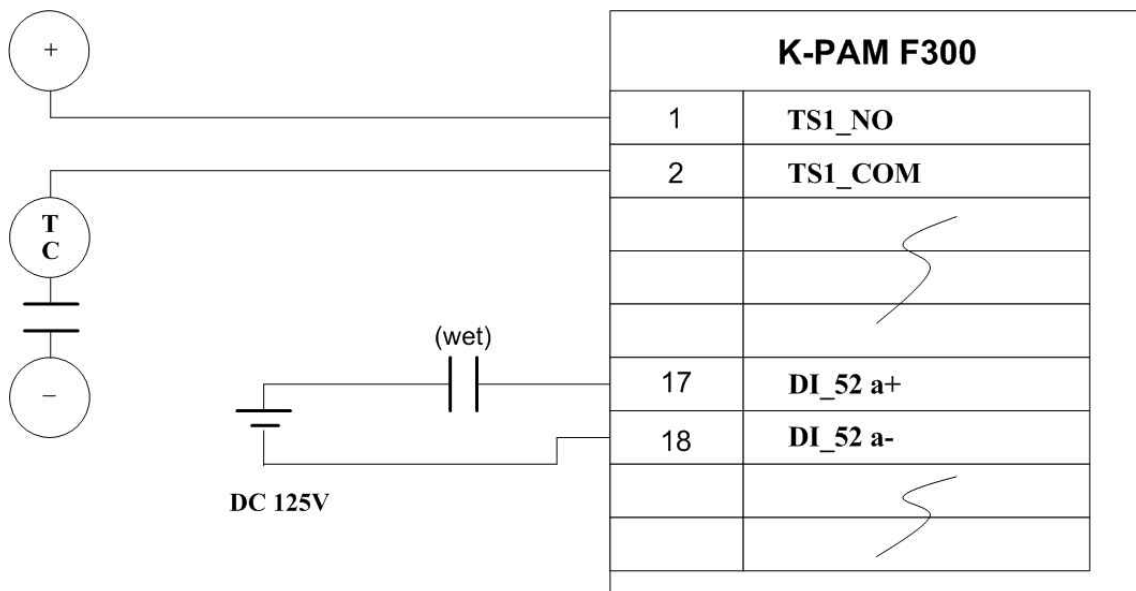 +
K-PAM F300
1 TS1_NO
2 TS1_COM
T
C
(wet)
17 DI_52 a+
−
18 DI_52 a-
DC 125V